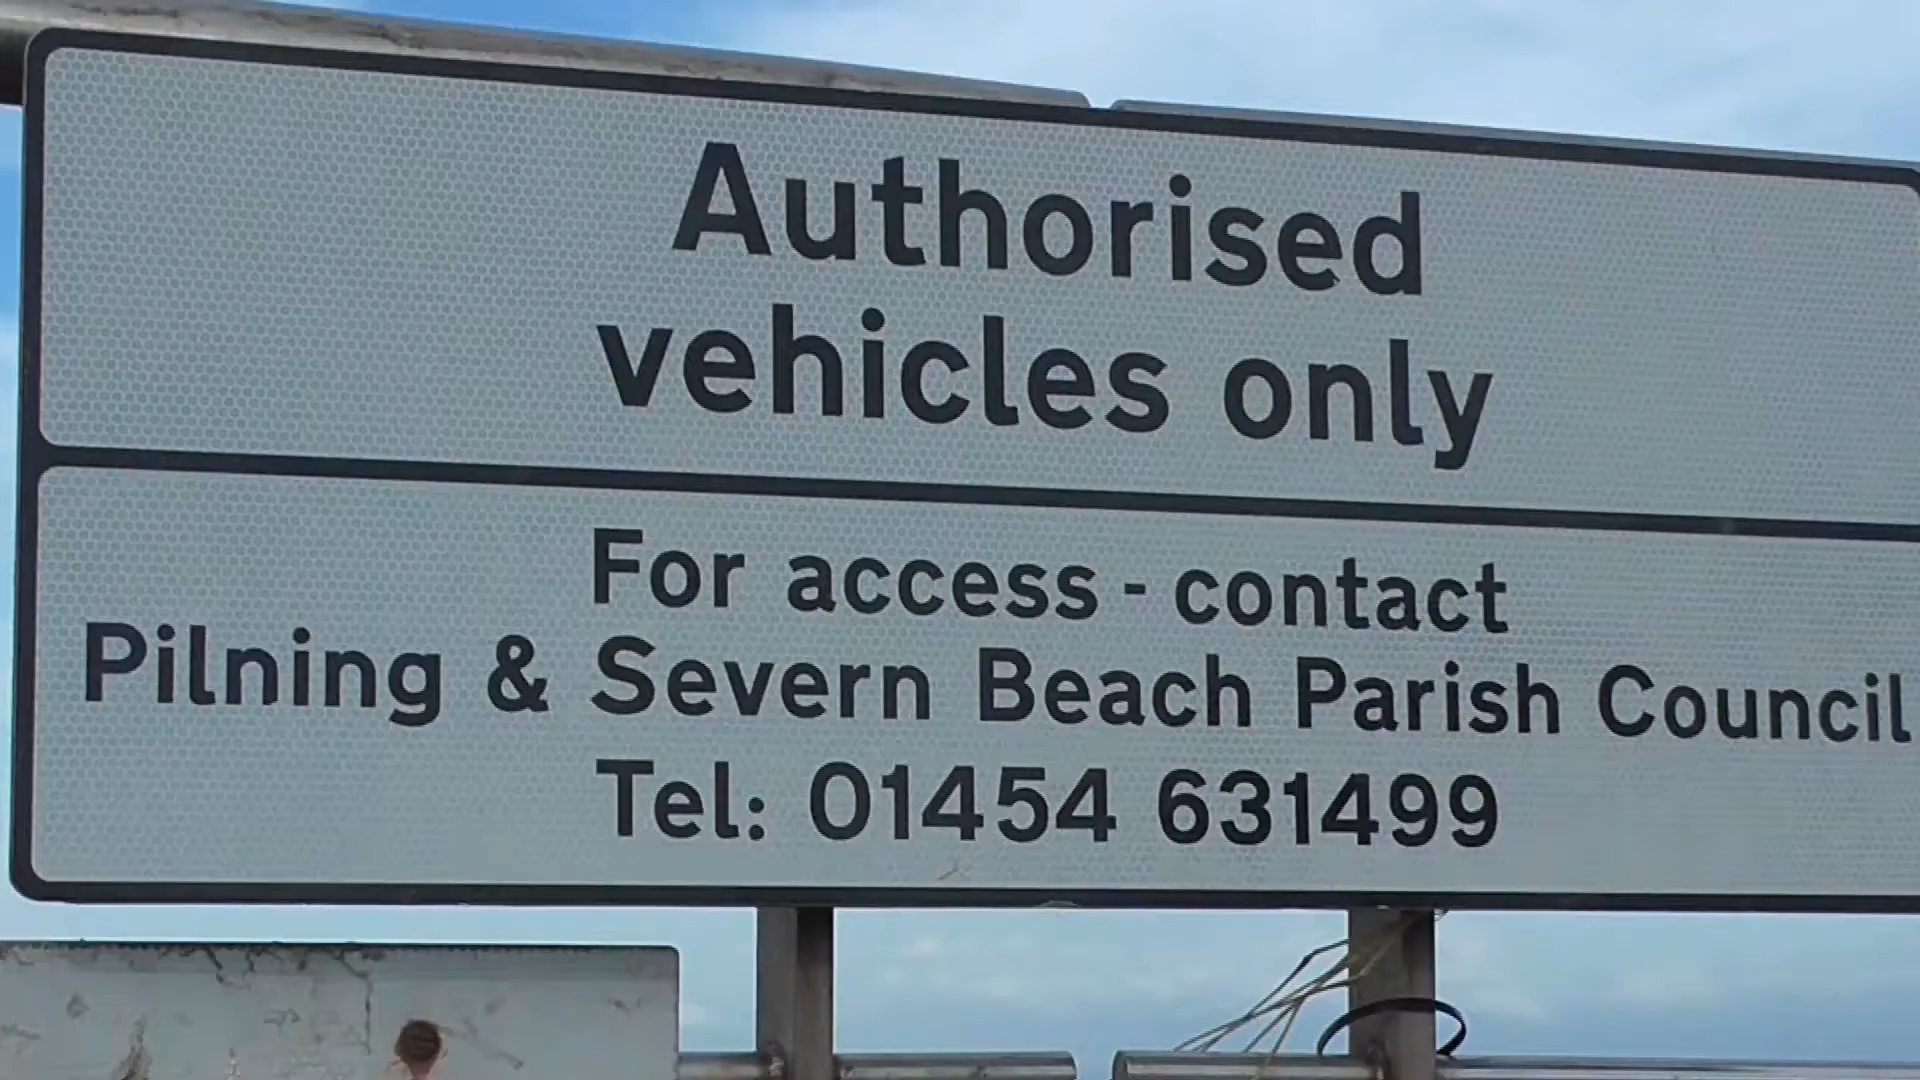 Authorised
vehicles only
For access - contact
Pilning & Severn Beach Parish Council
Tel: 01454 631499